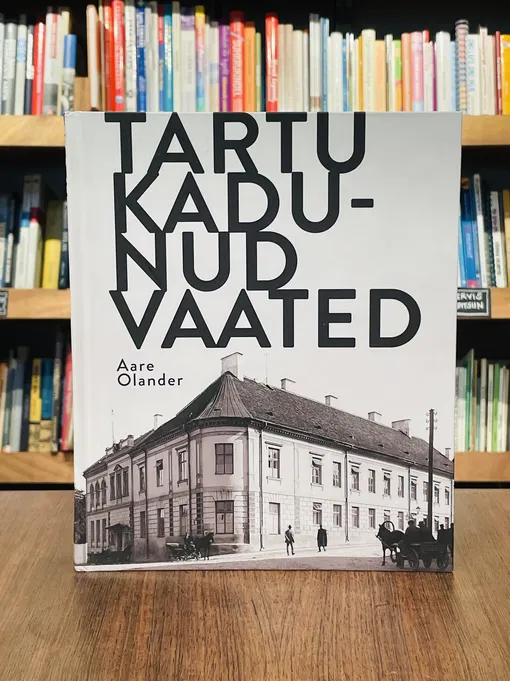 TARTU
KADU-
NUD
VAATED
Aare
Olander